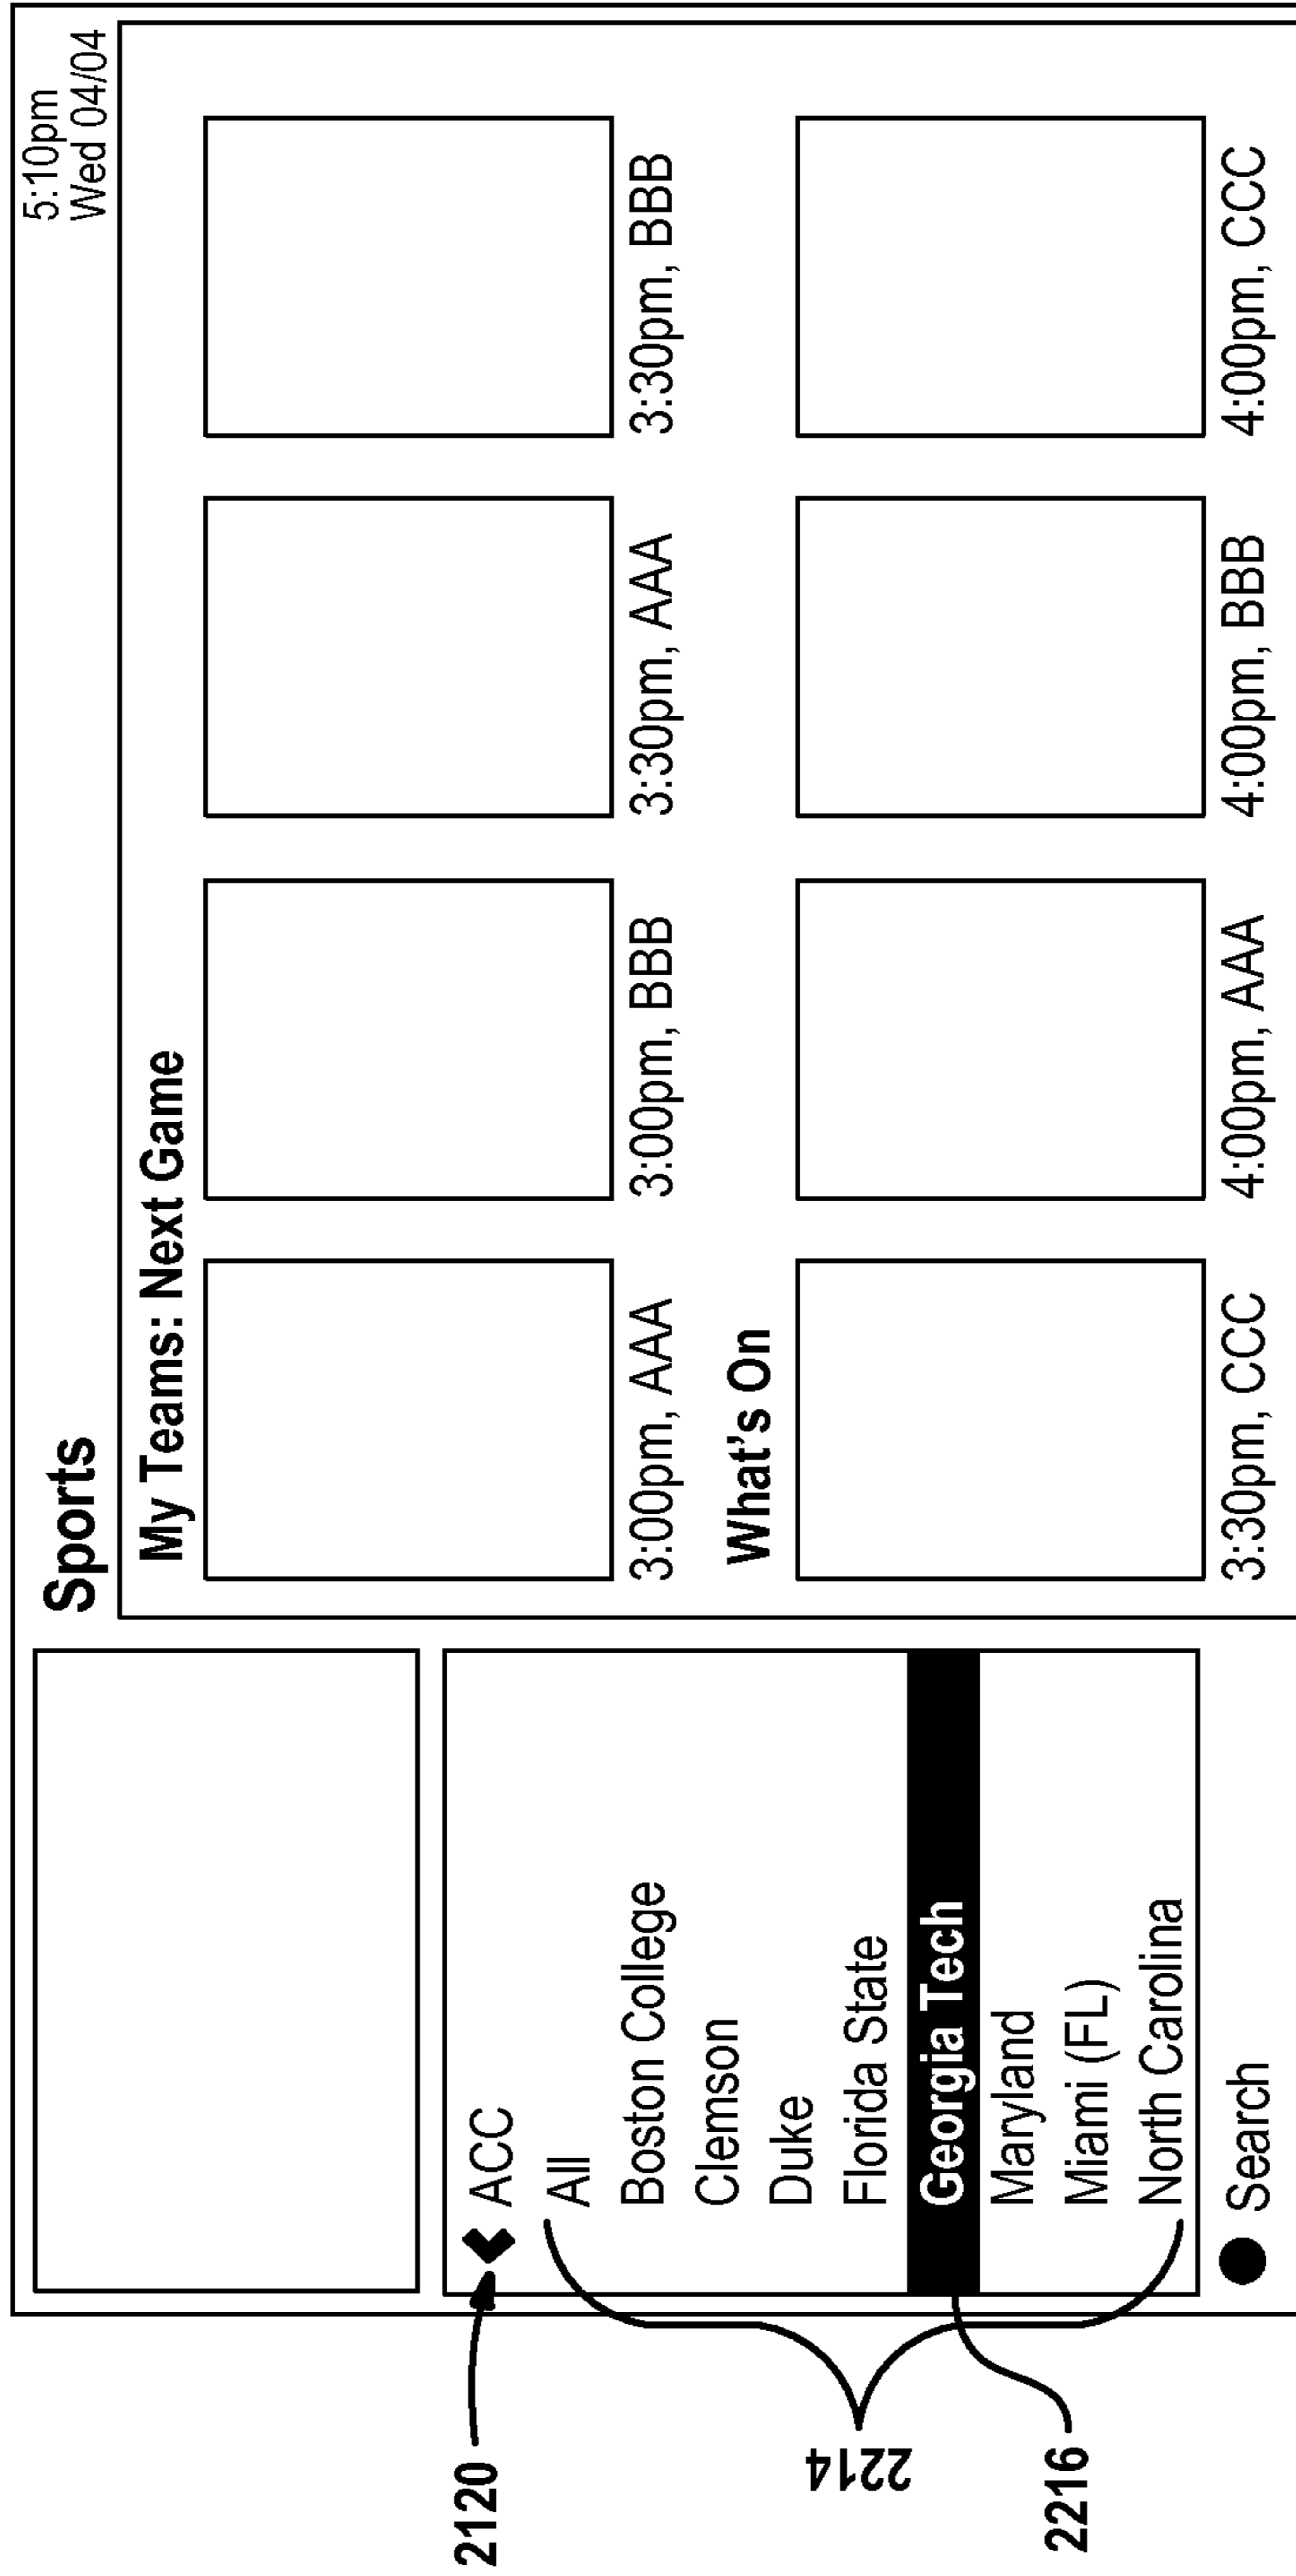 Sports
5:10pm
Wed 04/04
My Teams: Next Game
3:00pm, AAA
3:00pm, BBB
3:30pm, AAA
3:30pm, BBB
What's On
3:30pm, CCC
4:00pm, AAA
4:00pm, BBB
4:00pm, CCC
2120
ACC
All
Boston College
Clemson
Duke
Florida State
Georgia Tech
Maryland
Miami (FL)
North Carolina
Search
2214
2216